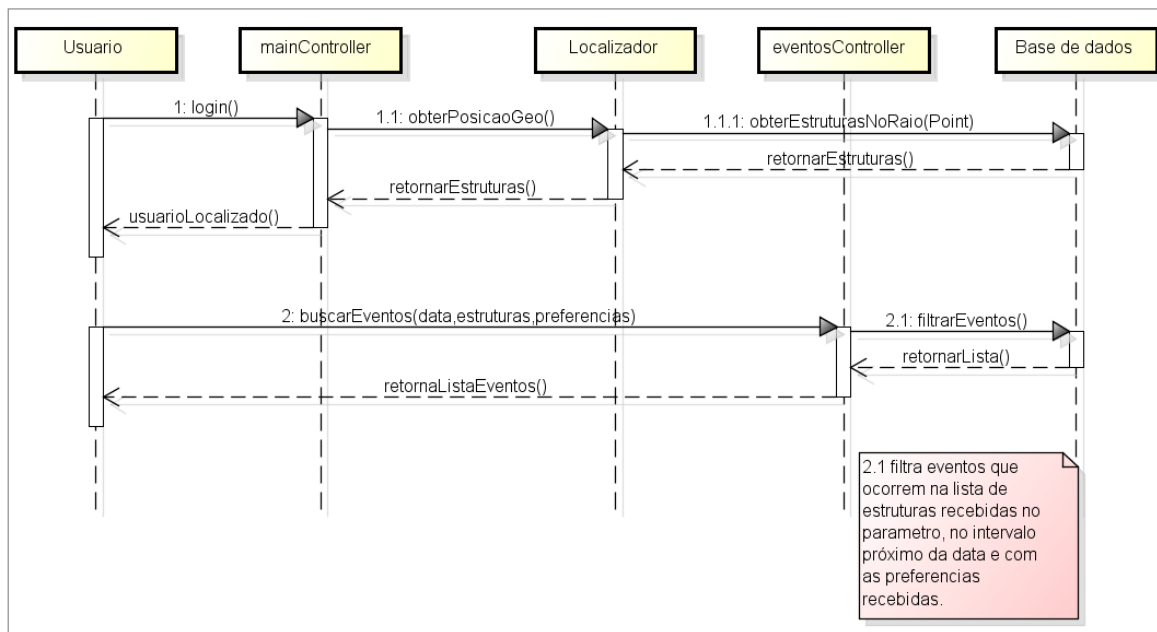 Usuario
mainController
Localizador
eventosController
Base de dados
1: login()
1.1: obterPosicaoGeo()
1.1.1: obterEstruturasNoRaio(Point)
retornarEstruturas()
retornarEstruturas()
usuarioLocalizado()
2: buscarEventos(data,estruturas,preferencias)
2.1: filtrarEventos()
retornarLista()
retornaListaEventos()
2.1 filtra eventos que
ocorrem na lista de
estruturas recebidas no
parametro, no intervalo
próximo da data e com
as preferencias
recebidas.